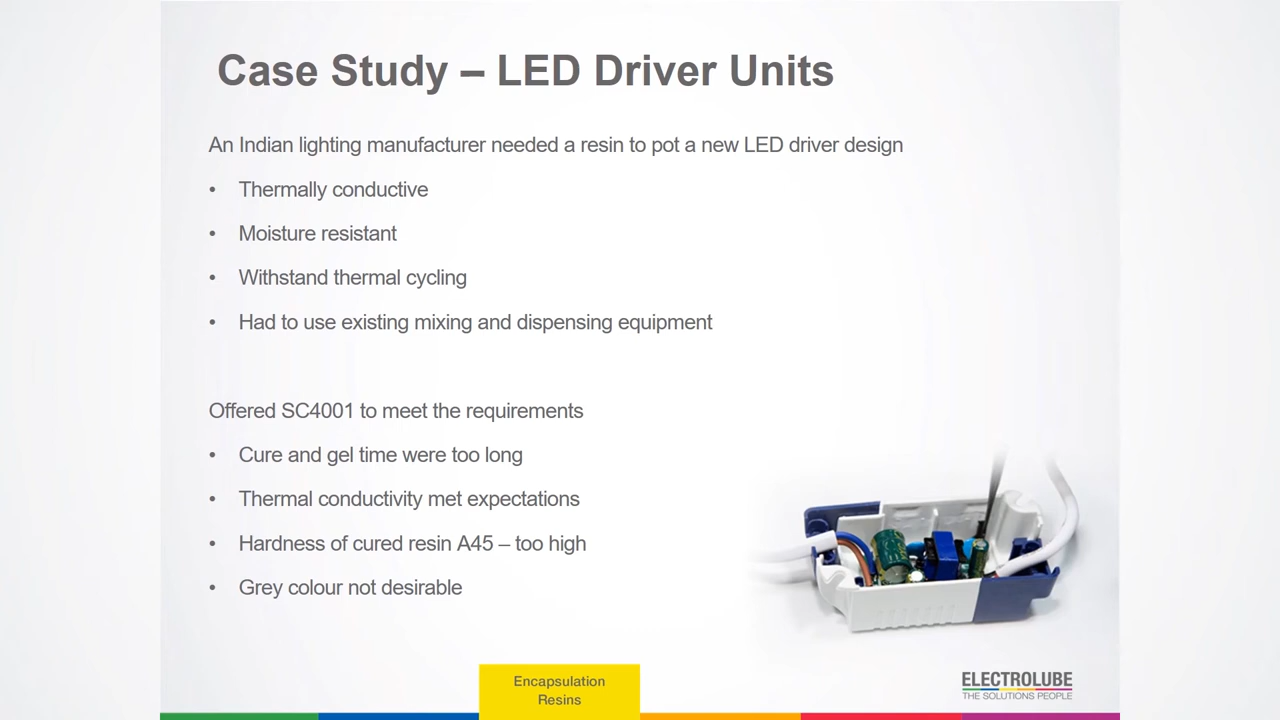 Case Study – LED Driver Units
An Indian lighting manufacturer needed a resin to pot a new LED driver design
• Thermally conductive
• Moisture resistant
• Withstand thermal cycling
• Had to use existing mixing and dispensing equipment
Offered SC4001 to meet the requirements
• Cure and gel time were too long
• Thermal conductivity met expectations
• Hardness of cured resin A45 – too high
• Grey colour not desirable
Encapsulation
Resins
ELECTROLUBE
THE SOLUTIONS PEOPLE